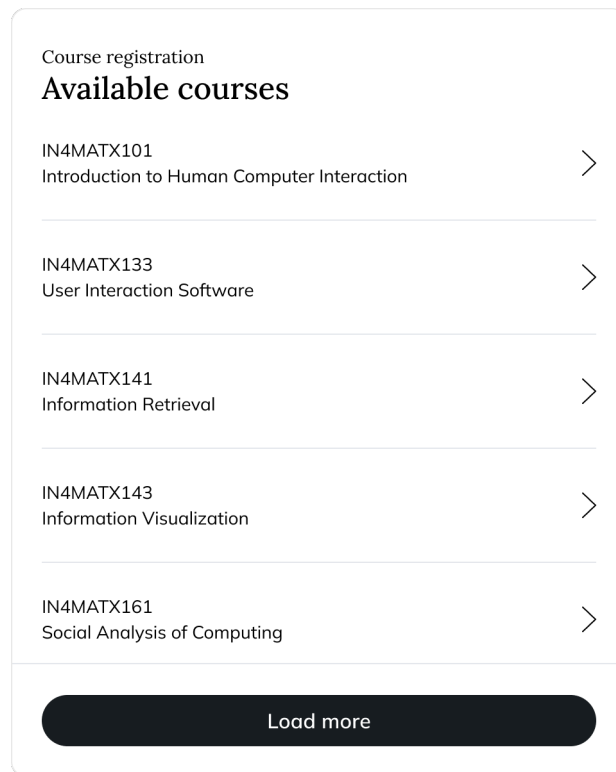 Course registration
Available courses
IN4MATX101
Introduction to Human Computer Interaction
IN4MATX133
User Interaction Software
IN4MATX141
Information Retrieval
IN4MATX143
Information Visualization
IN4MATX161
Social Analysis of Computing
Load more